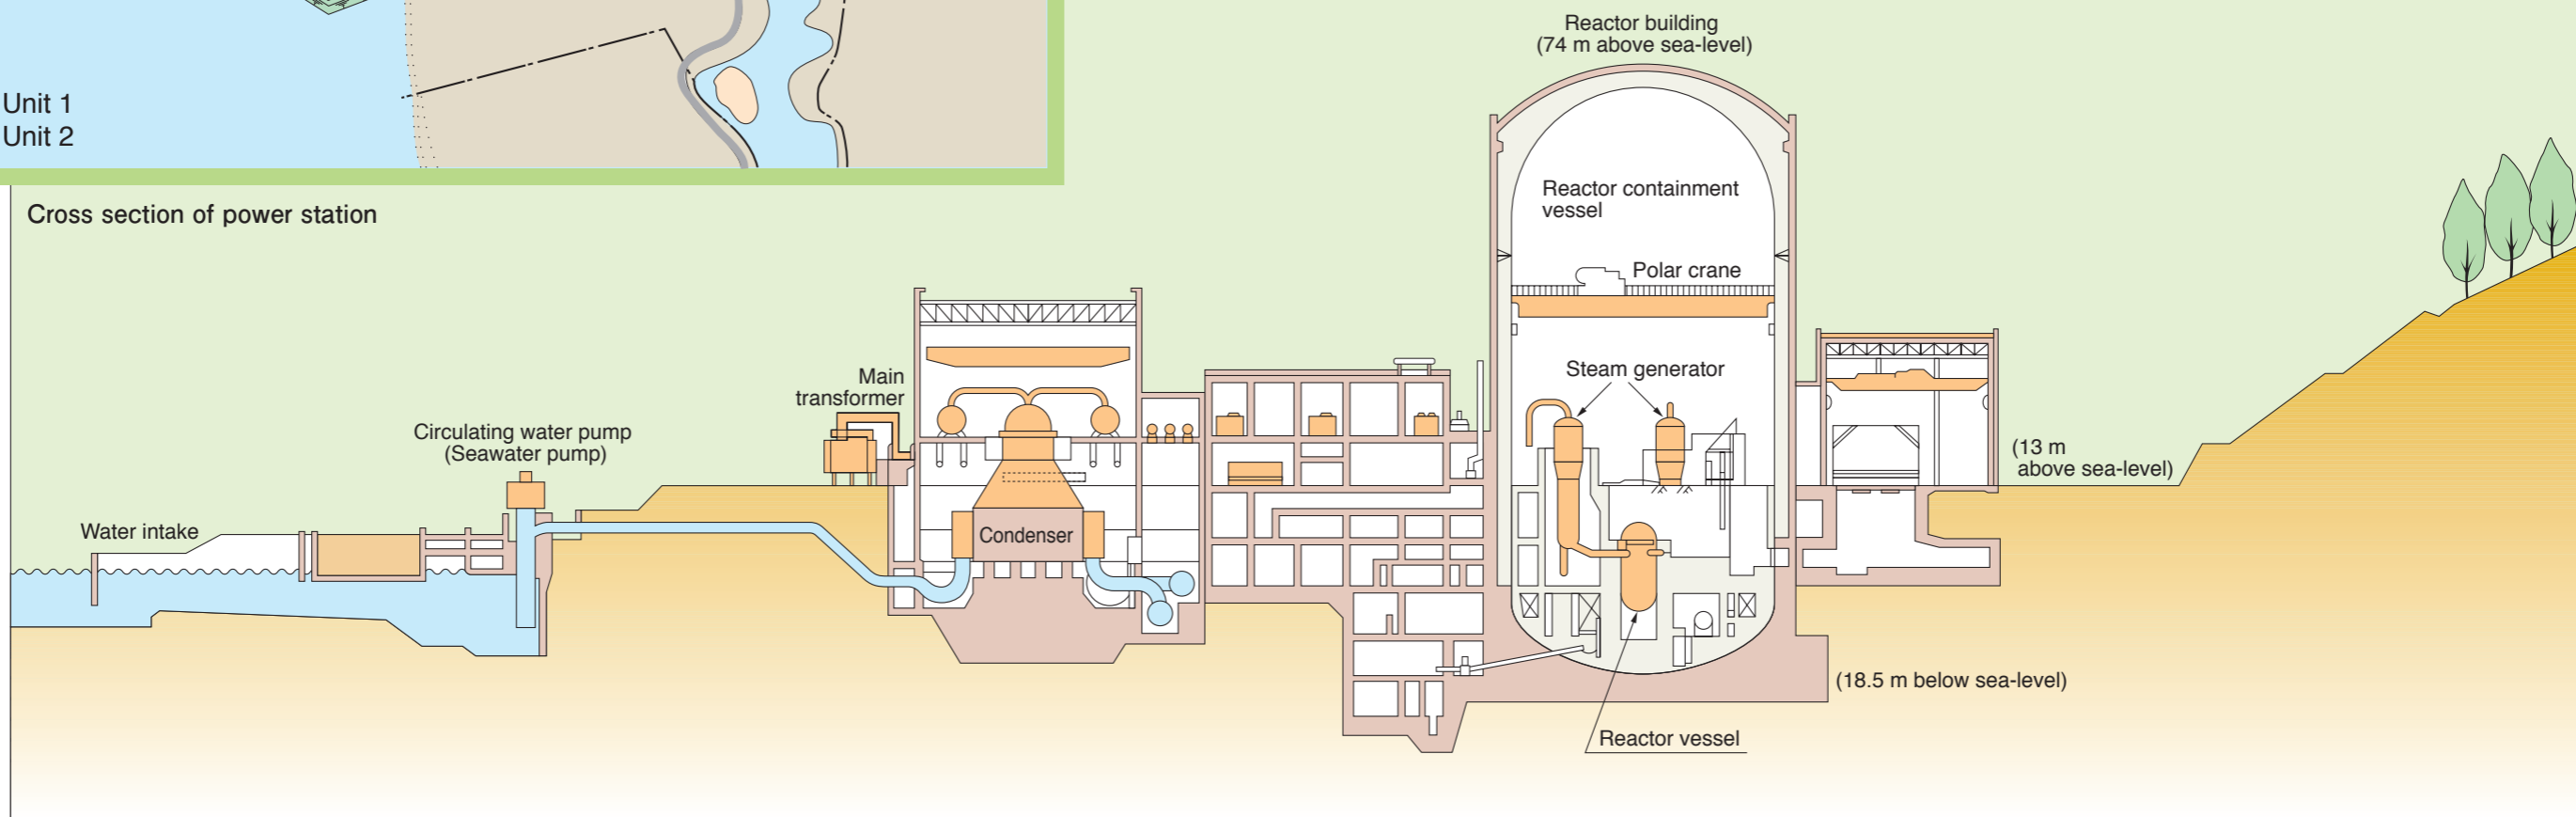 Unit 1
Unit 2
Cross section of power station
Reactor building
(74 m above sea-level)
Reactor containment
vessel
Polar crane
Steam generator
Main
transformer
Circulating water pump
(Seawater pump)
Water intake
Condenser
(13 m
above sea-level)
(18.5 m below sea-level)
Reactor vessel